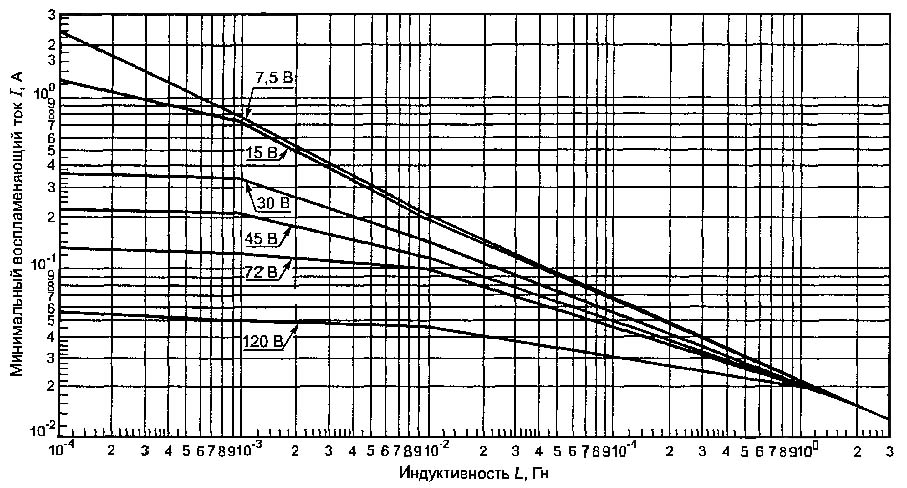 Минимальный воспламеняющий ток I, А
3
2
3
2
10⁰
9
8
7
6
5
4
3
2
10⁻¹
9
8
7
6
5
4
3
2
10⁻²
7,5 В
15 В
30 В
45 В
72 В
120 В
10⁻⁴ 2 3 4 5 6 7 8 9 10⁻³ 2 3 4 5 6 7 8 9 10⁻² 2 3 4 5 6 7 8 9 10⁻¹ 2 3 4 5 6 7 8 9 10⁰ 2 3
Индуктивность L, Гн